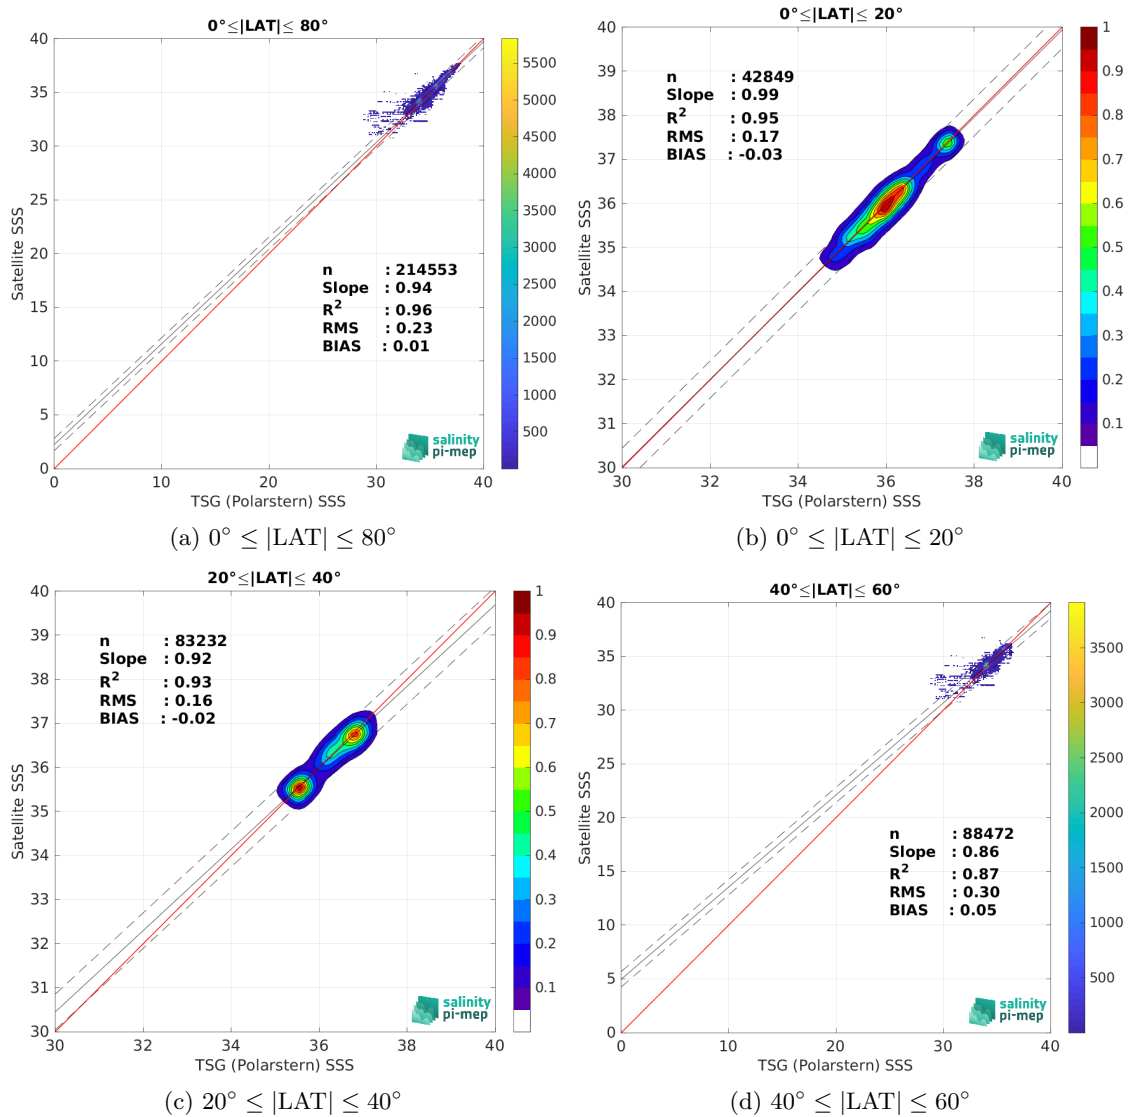 0°≤|LAT|≤ 80°
40
35
30
25
20
15
10
5
0
Satellite SSS
n : 214553
Slope : 0.94
R² : 0.96
RMS : 0.23
BIAS : 0.01
salinity
pi-mep
0 10 20 30 40
TSG (Polarstern) SSS
5500
5000
4500
4000
3500
3000
2500
2000
1500
1000
500
(a) 0° ≤ |LAT| ≤ 80°
0°≤|LAT|≤ 20°
40
39
38
37
36
35
34
33
32
31
30
Satellite SSS
n : 42849
Slope : 0.99
R² : 0.95
RMS : 0.17
BIAS : -0.03
salinity
pi-mep
30 32 34 36 38 40
TSG (Polarstern) SSS
1
0.9
0.8
0.7
0.6
0.5
0.4
0.3
0.2
0.1
(b) 0° ≤ |LAT| ≤ 20°
20°≤|LAT|≤ 40°
40
39
38
37
36
35
34
33
32
31
30
Satellite SSS
n : 83232
Slope : 0.92
R² : 0.93
RMS : 0.16
BIAS : -0.02
salinity
pi-mep
30 32 34 36 38 40
TSG (Polarstern) SSS
1
0.9
0.8
0.7
0.6
0.5
0.4
0.3
0.2
0.1
(c) 20° ≤ |LAT| ≤ 40°
40°≤|LAT|≤ 60°
40
35
30
25
20
15
10
5
0
Satellite SSS
n : 88472
Slope : 0.86
R² : 0.87
RMS : 0.30
BIAS : 0.05
salinity
pi-mep
0 10 20 30 40
TSG (Polarstern) SSS
3500
3000
2500
2000
1500
1000
500
(d) 40° ≤ |LAT| ≤ 60°